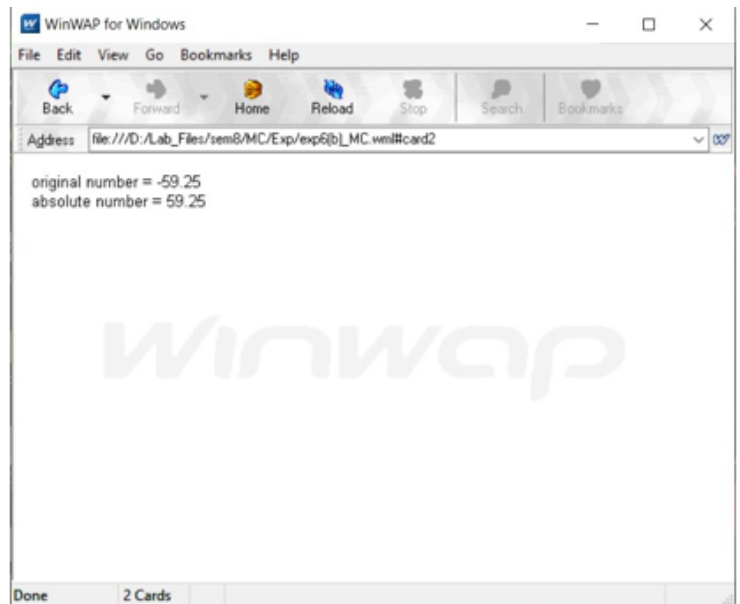 WinWAP for Windows
File Edit View Go Bookmarks Help
Back Forward Home Reload Stop Search Bookmarks
Address file:///D:/Lab_Files/sem8/MC/Exp/exp6(b)_MC.wml#card2
original number = -59.25
absolute number = 59.25
winwap
Done 2 Cards